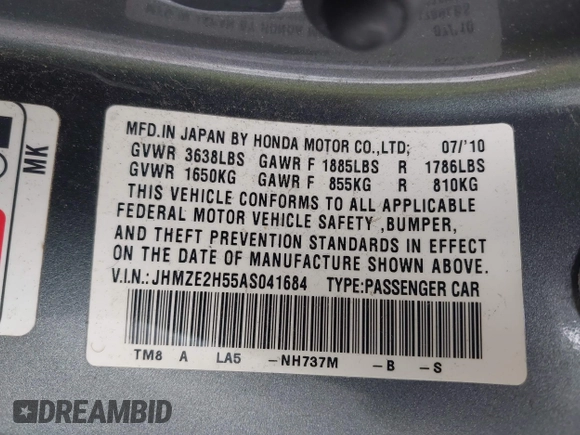 MFD.IN JAPAN BY HONDA MOTOR CO.,LTD; 07/'10
GVWR 3638LBS GAWR F 1885LBS R 1786LBS
GVWR 1650KG GAWR F 855KG R 810KG
THIS VEHICLE CONFORMS TO ALL APPLICABLE
FEDERAL MOTOR VEHICLE SAFETY ,BUMPER,
AND THEFT PREVENTION STANDARDS IN EFFECT
ON THE DATE OF MANUFACTURE SHOWN ABOVE.
V.I.N.:JHMZE2H55AS041684 TYPE:PASSENGER CAR
TM8 A LA5 -NH737M -B -S
MK
DREAMBID